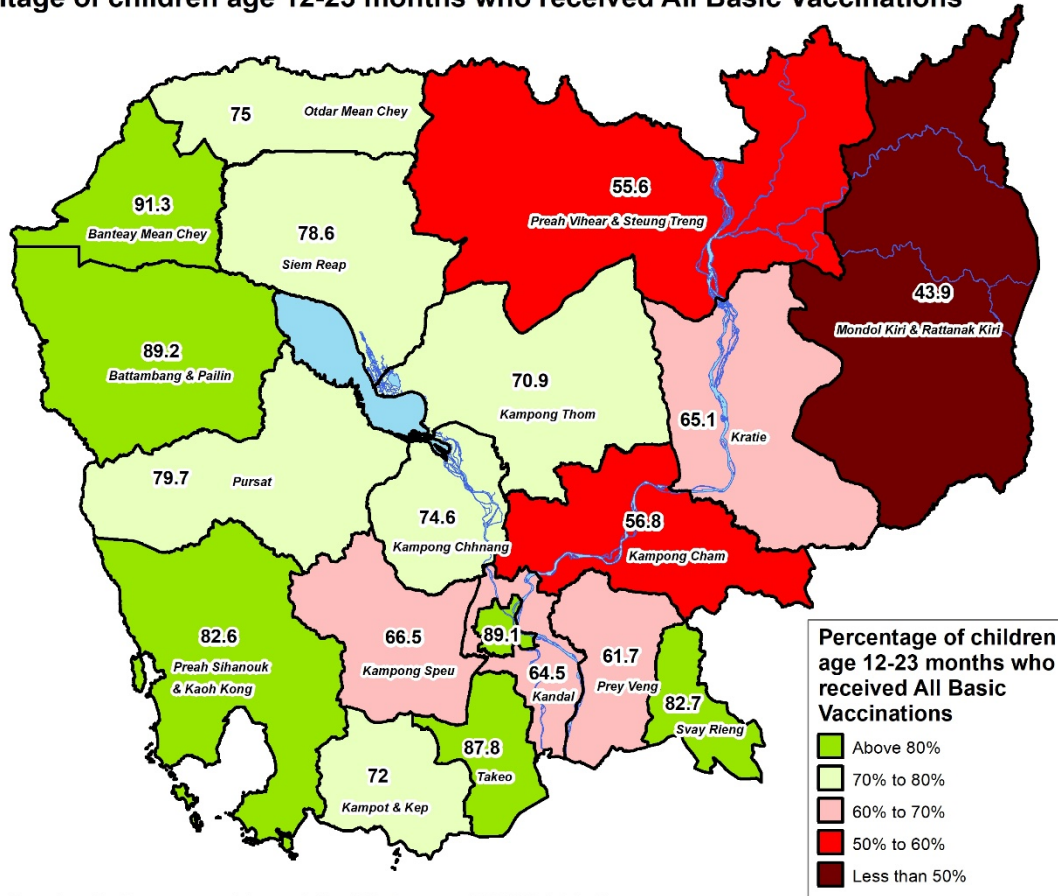 ntage of children age 12-23 months who received All Basic Vaccinations
75
Otdar Mean Chey
91.3
Banteay Mean Chey
78.6
Siem Reap
55.6
Preah Vihear & Steung Treng
43.9
Mondol Kiri & Rattanak Kiri
89.2
Battambang & Pailin
70.9
Kampong Thom
65.1
Kratie
79.7
Pursat
74.6
Kampong Chhnang
56.8
Kampong Cham
82.6
Preah Sihanouk
& Kaoh Kong
66.5
Kampong Speu
89.1
64.5
Kandal
61.7
Prey Veng
82.7
Svay Rieng
87.8
Takeo
72
Kampot & Kep
Percentage of children
age 12-23 months who
received All Basic
Vaccinations
Above 80%
70% to 80%
60% to 70%
50% to 60%
Less than 50%